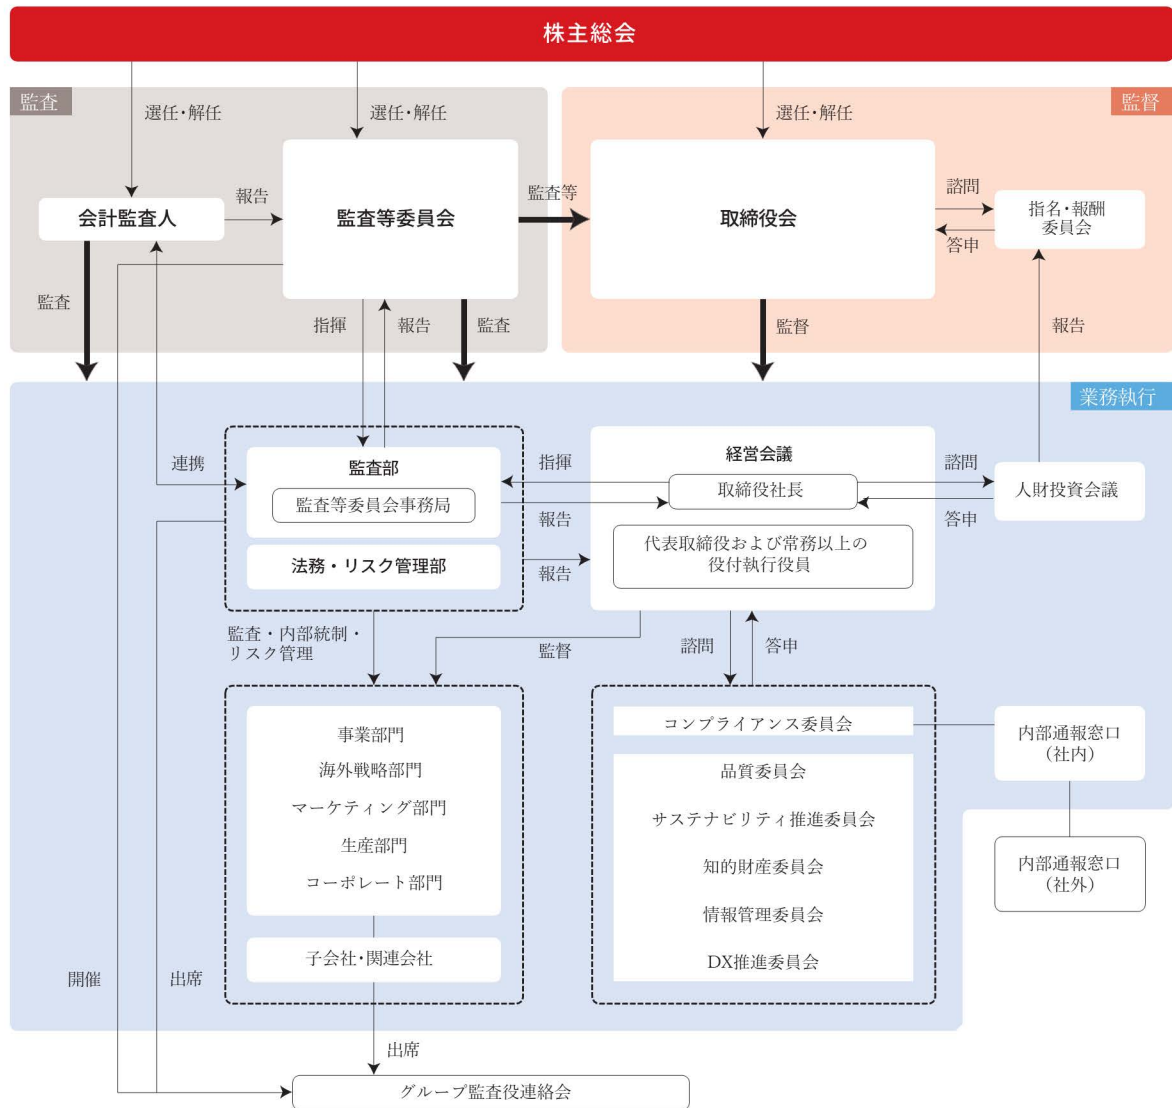 株主総会
監査
監督
選任・解任
選任・解任
選任・解任
会計監査人
報告
監査等委員会
監査等
取締役会
諮問
答申
指名・報酬
委員会
監査
指揮
報告
監査
監督
報告
業務執行
連携
監査部
監査等委員会事務局
法務・リスク管理部
指揮
報告
報告
経営会議
取締役社長
代表取締役および常務以上の
役付執行役員
諮問
答申
人財投資会議
監査・内部統制・
リスク管理
監督
諮問
答申
事業部門
海外戦略部門
マーケティング部門
生産部門
コーポレート部門
子会社・関連会社
コンプライアンス委員会
品質委員会
サステナビリティ推進委員会
知的財産委員会
情報管理委員会
DX推進委員会
内部通報窓口
（社内）
内部通報窓口
（社外）
開催
出席
出席
グループ監査役連絡会